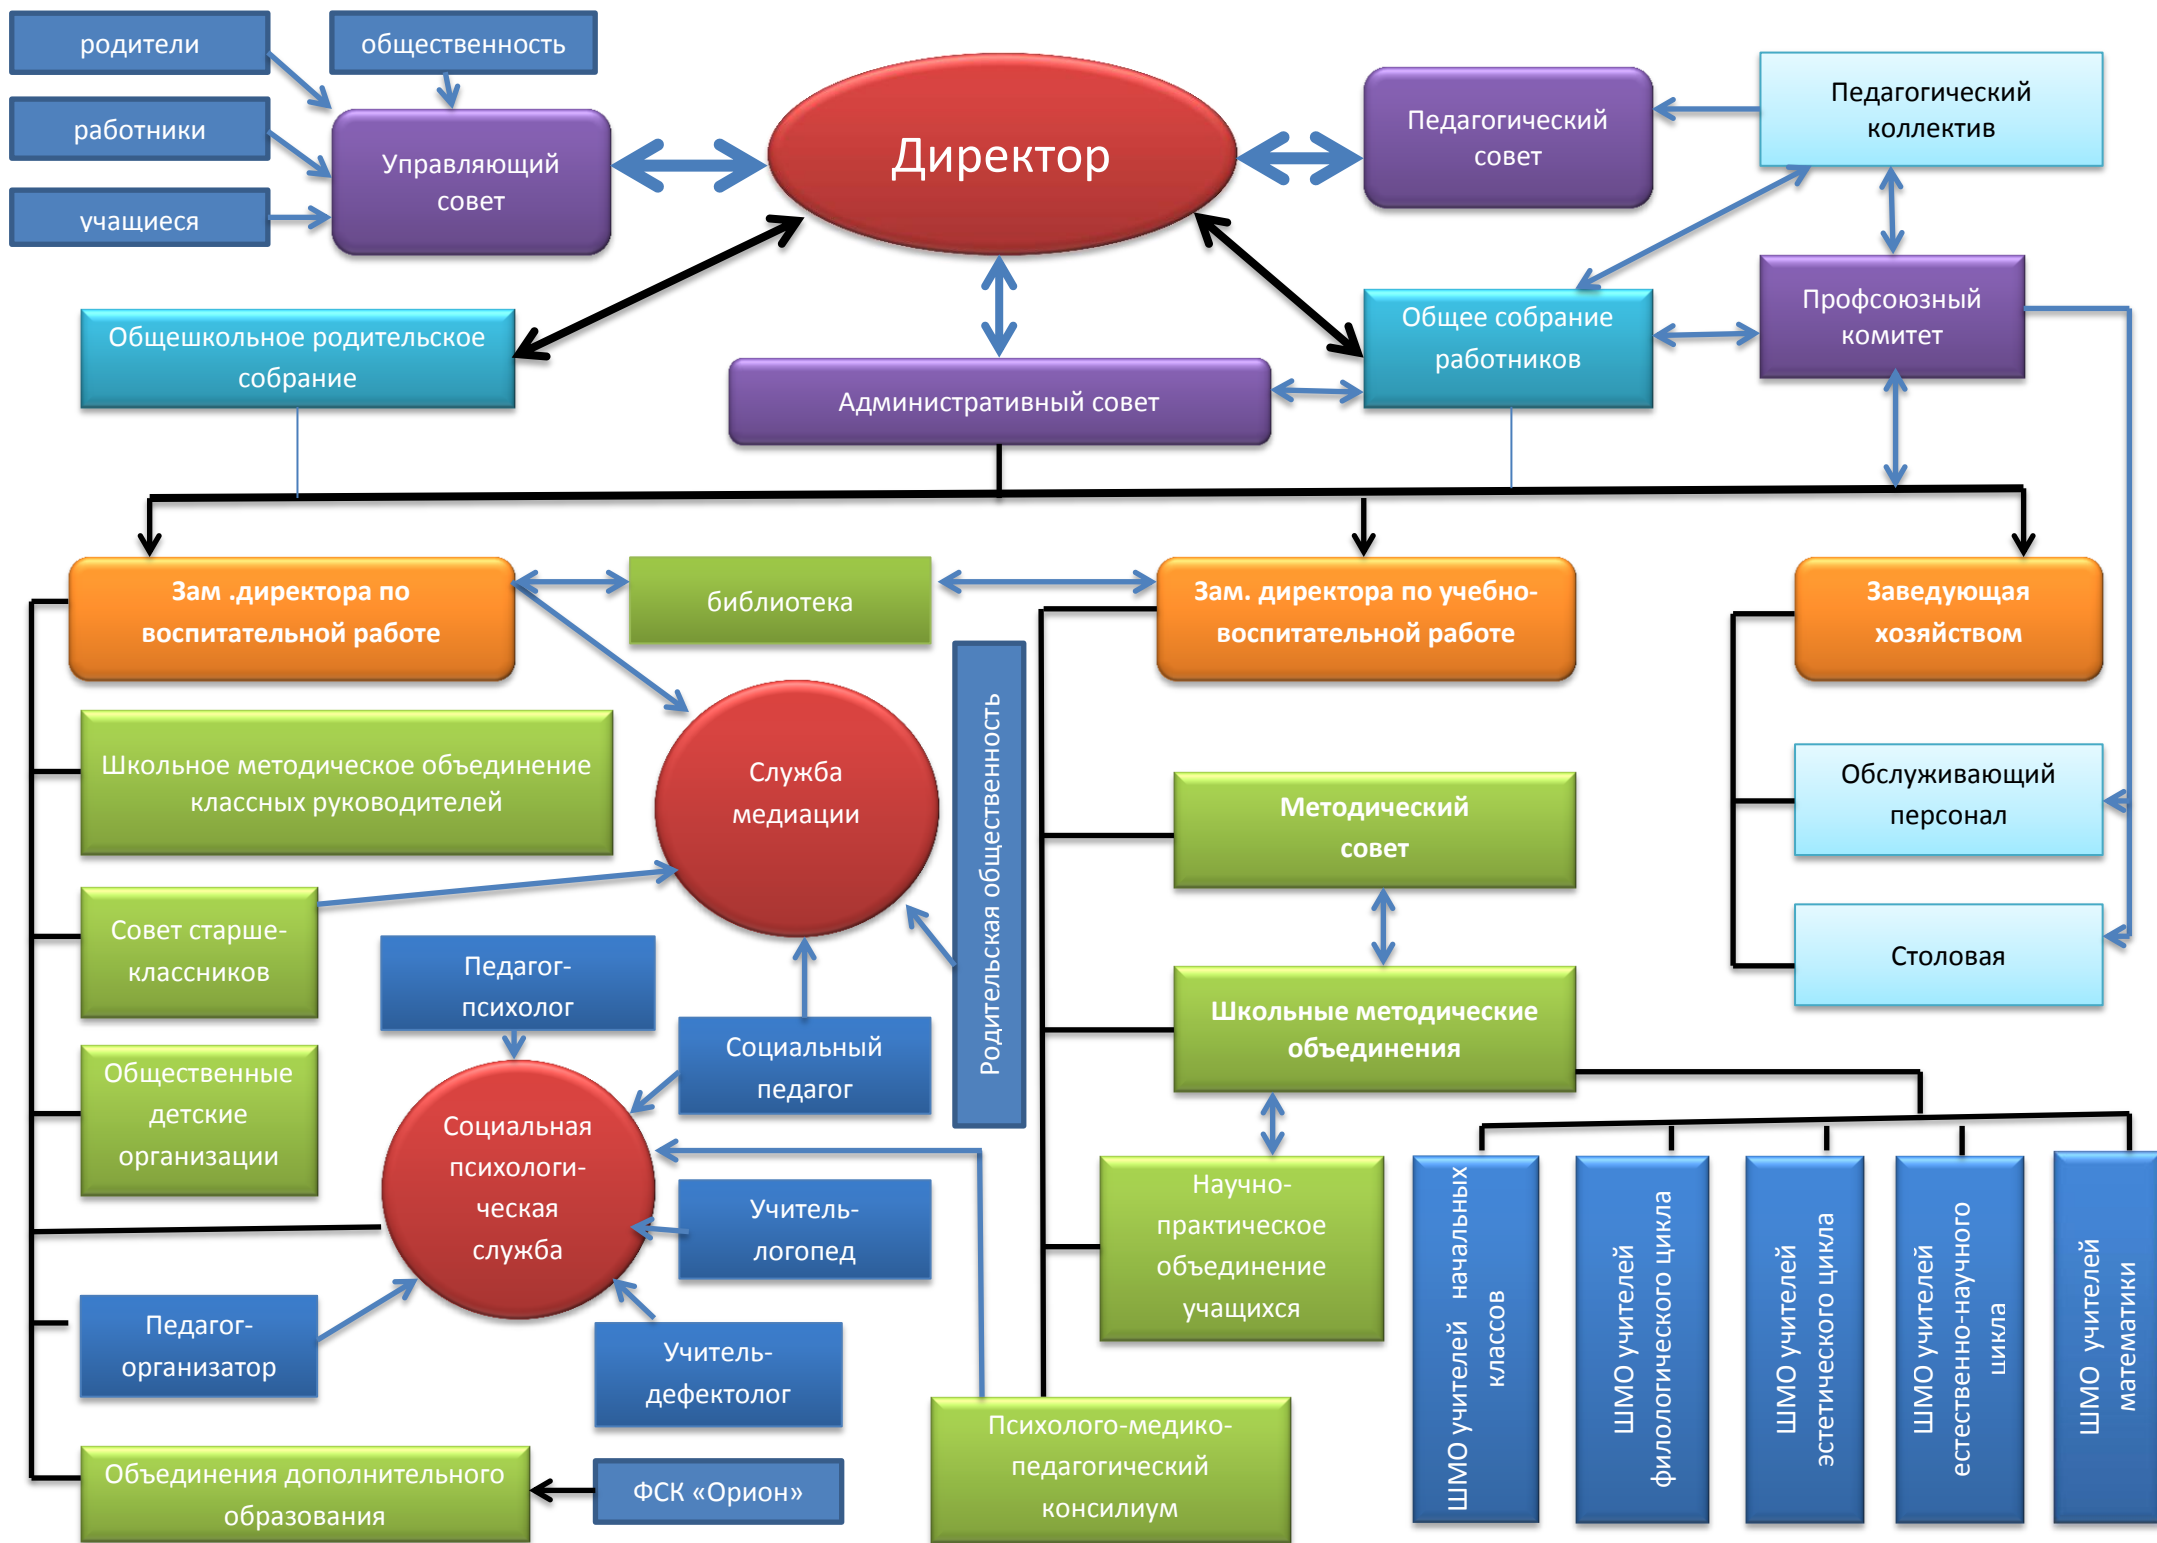 родители
общественность
работники
учащиеся
Управляющий
совет
Директор
Педагогический
совет
Педагогический
коллектив
Общешкольное родительское
собрание
Административный совет
Общее собрание
работников
Профсоюзный
комитет
Зам .директора по
воспитательной работе
библиотека
Зам. директора по учебно-
воспитательной работе
Заведующая
хозяйством
Школьное методическое объединение
классных руководителей
Служба
медиации
Родительская общественность
Методический
совет
Обслуживающий
персонал
Совет старше-
классников
Педагог-
психолог
Столовая
Школьные методические
объединения
Социальный
педагог
Общественные
детские
организации
Социальная
психологи-
ческая
служба
Учитель-
логопед
Научно-
практическое
объединение
учащихся
Педагог-
организатор
Учитель-
дефектолог
Объединения дополнительного
образования
ФСК «Орион»
Психолого-медико-
педагогический
консилиум
ШМО учителей начальных
классов
ШМО учителей
филологического цикла
ШМО учителей
эстетического цикла
ШМО учителей
естественно-научного
цикла
ШМО учителей
математики